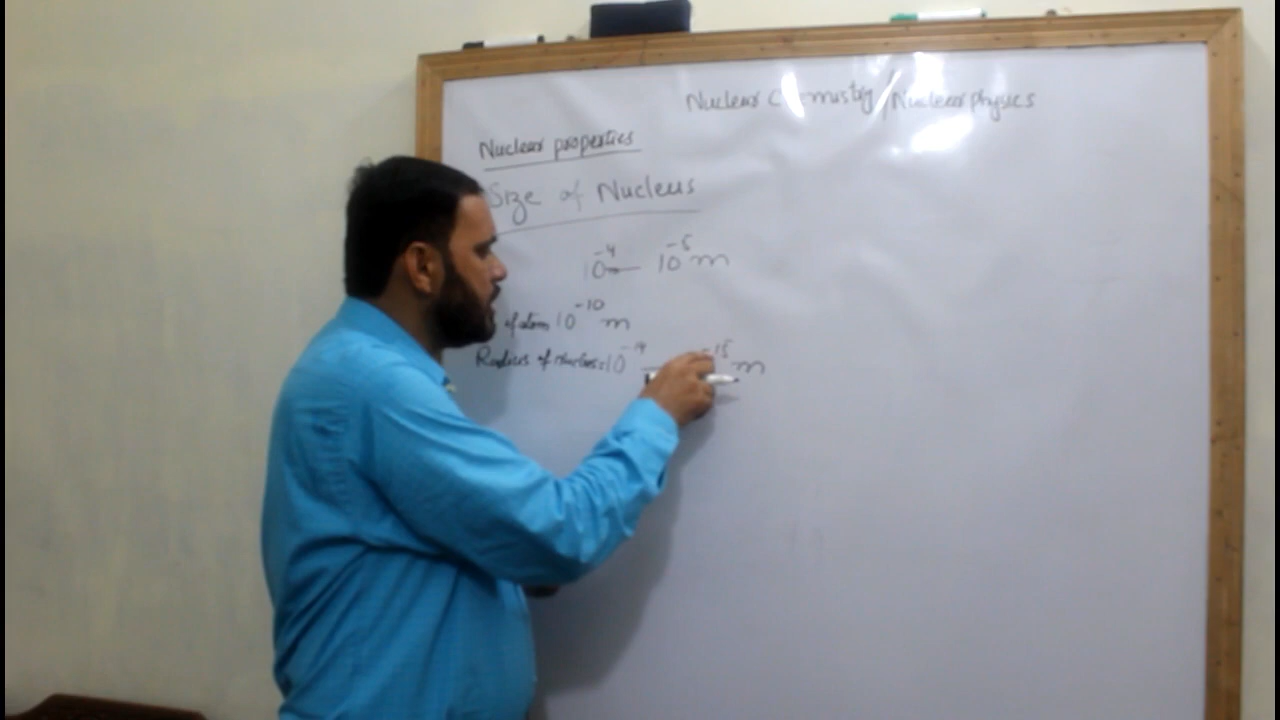 Nuclear Chemistry / Nuclear physics
Nuclear properties
Size of Nucleus
10⁻⁴ — 10⁻⁵ m
of atom 10⁻¹⁰ m
Radius of nucleus = 10⁻¹⁴ — ⁻¹⁵ m